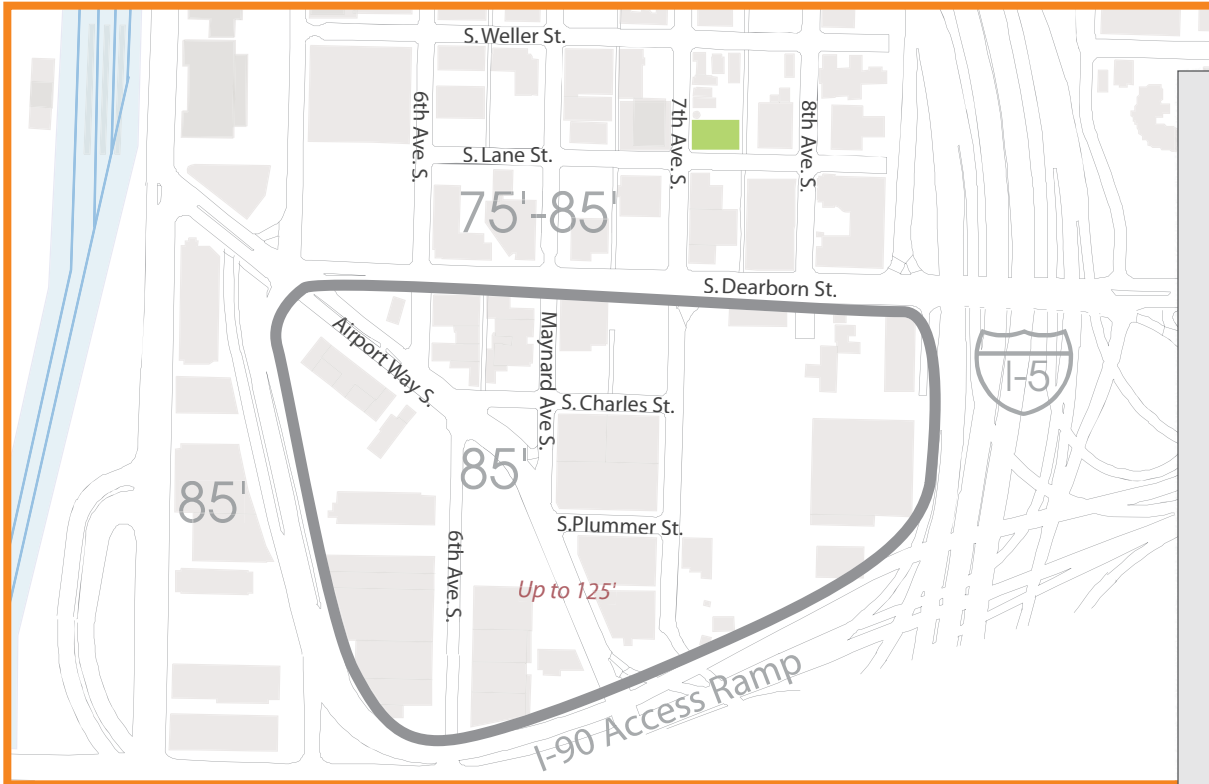 S. Weller St.
6th Ave. S.
7th Ave. S.
8th Ave. S.
S. Lane St.
75'-85'
S. Dearborn St.
Airport Way S.
Maynard Ave S.
I-5
S. Charles St.
85'
85'
S.Plummer St.
6th Ave. S.
Up to 125'
I-90 Access Ramp